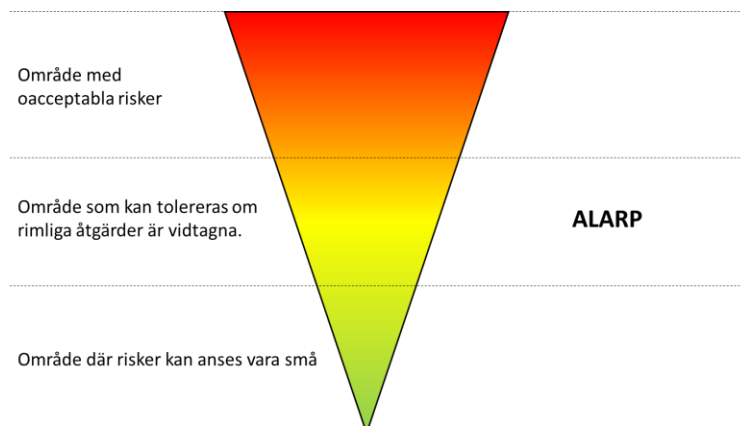 Område med
oacceptabla risker
Område som kan tolereras om
rimliga åtgärder är vidtagna.
ALARP
Område där risker kan anses vara små